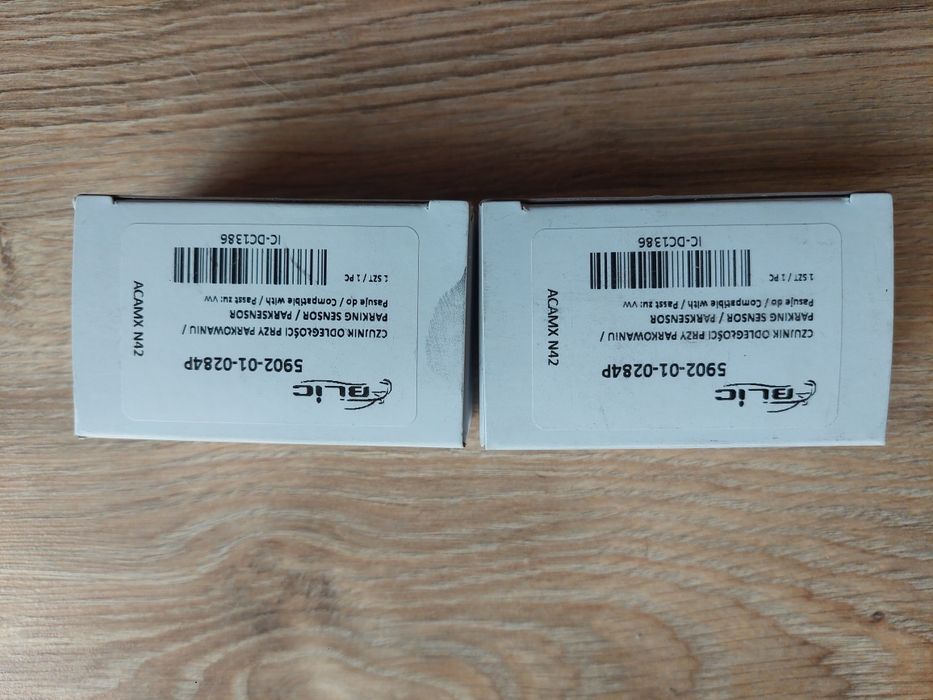 BLIC
5902-01-0284P
CZUJNIK ODLEGŁOŚCI PRZY PARKOWANIU /
PARKING SENSOR / PARKSENSOR
Pasuje do / Compatible with / Passt zu: VW
1 SZT / 1 PC
IC-DC1386
ACAMX N42
BLIC
5902-01-0284P
CZUJNIK ODLEGŁOŚCI PRZY PARKOWANIU /
PARKING SENSOR / PARKSENSOR
Pasuje do / Compatible with / Passt zu: VW
1 SZT / 1 PC
IC-DC1386
ACAMX N42